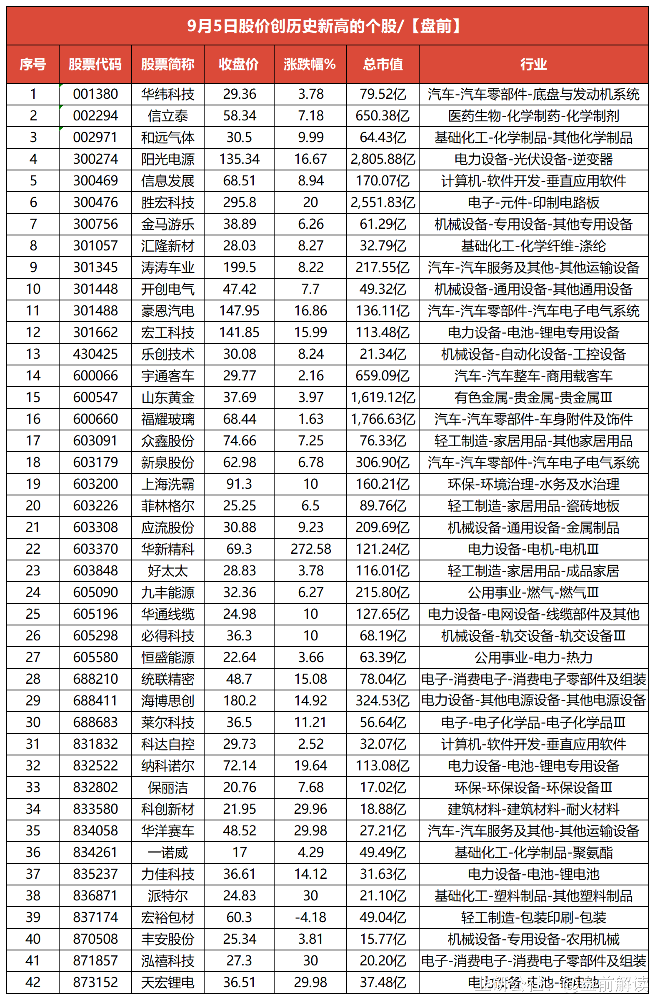 9月5日股价创历史新高的个股/【盘前】
序号 股票代码 股票简称 收盘价 涨跌幅% 总市值 行业
1 001380 华纬科技 29.36 3.78 79.52亿 汽车-汽车零部件-底盘与发动机系统
2 002294 信立泰 58.34 7.18 650.38亿 医药生物-化学制药-化学制剂
3 002971 和远气体 30.5 9.99 64.43亿 基础化工-化学制品-其他化学制品
4 300274 阳光电源 135.34 16.67 2,805.88亿 电力设备-光伏设备-逆变器
5 300469 信息发展 68.51 8.94 170.07亿 计算机-软件开发-垂直应用软件
6 300476 胜宏科技 295.8 20 2,551.83亿 电子-元件-印制电路板
7 300756 金马游乐 38.89 6.26 61.29亿 机械设备-专用设备-其他专用设备
8 301057 汇隆新材 28.03 8.27 32.79亿 基础化工-化学纤维-涤纶
9 301345 涛涛车业 199.5 8.22 217.55亿 汽车-汽车服务及其他-其他运输设备
10 301448 开创电气 47.42 7.7 49.32亿 机械设备-通用设备-其他通用设备
11 301488 豪恩汽电 147.95 16.86 136.11亿 汽车-汽车零部件-汽车电子电气系统
12 301662 宏工科技 141.85 15.99 113.48亿 电力设备-电池-锂电专用设备
13 430425 乐创技术 30.08 8.24 21.34亿 机械设备-自动化设备-工控设备
14 600066 宇通客车 29.77 2.16 659.09亿 汽车-汽车整车-商用载客车
15 600547 山东黄金 37.69 3.97 1,619.12亿 有色金属-贵金属-贵金属Ⅲ
16 600660 福耀玻璃 68.44 1.63 1,766.63亿 汽车-汽车零部件-车身附件及饰件
17 603091 众鑫股份 74.66 7.25 76.33亿 轻工制造-家居用品-其他家居用品
18 603179 新泉股份 62.98 6.78 306.90亿 汽车-汽车零部件-汽车电子电气系统
19 603200 上海洗霸 91.3 10 160.21亿 环保-环境治理-水务及水治理
20 603226 菲林格尔 25.25 6.5 89.76亿 轻工制造-家居用品-瓷砖地板
21 603308 应流股份 30.88 9.23 209.69亿 机械设备-通用设备-金属制品
22 603370 华新精科 69.3 272.58 121.24亿 电力设备-电机-电机Ⅲ
23 603848 好太太 28.83 3.78 116.01亿 轻工制造-家居用品-成品家居
24 605090 九丰能源 32.36 6.27 215.80亿 公用事业-燃气-燃气Ⅲ
25 605196 华通线缆 24.98 10 127.65亿 电力设备-电网设备-线缆部件及其他
26 605298 必得科技 36.3 10 68.19亿 机械设备-轨交设备-轨交设备Ⅲ
27 605580 恒盛能源 22.64 3.66 63.39亿 公用事业-电力-热力
28 688210 统联精密 48.7 15.08 78.04亿 电子-消费电子-消费电子零部件及组装
29 688411 海博思创 180.2 14.92 324.53亿 电力设备-其他电源设备-其他电源设备
30 688683 莱尔科技 36.5 11.21 56.64亿 电子-电子化学品-电子化学品Ⅲ
31 831832 科达自控 29.73 2.52 32.07亿 计算机-软件开发-垂直应用软件
32 832522 纳科诺尔 72.14 19.64 113.08亿 电力设备-电池-锂电专用设备
33 832802 保丽洁 20.76 7.68 17.02亿 环保-环保设备-环保设备Ⅲ
34 833580 科创新材 21.95 29.96 18.88亿 建筑材料-建筑材料-耐火材料
35 834058 华洋赛车 48.52 29.98 27.21亿 汽车-汽车服务及其他-其他运输设备
36 834261 一诺威 17 4.29 49.49亿 基础化工-化学制品-聚氨酯
37 835237 力佳科技 36.61 14.12 31.63亿 电力设备-电池-锂电池
38 836871 派特尔 24.83 30 21.10亿 基础化工-塑料制品-其他塑料制品
39 837174 宏裕包材 60.3 -4.18 49.04亿 轻工制造-包装印刷-包装
40 870508 丰安股份 25.34 3.81 15.77亿 机械设备-专用设备-农用机械
41 871857 泓禧科技 27.3 30 20.20亿 电子-消费电子-消费电子零部件及组装
42 873152 天宏锂电 36.51 29.98 37.48亿 电力设备-电池-锂电池
韭研公社：@盘前解读